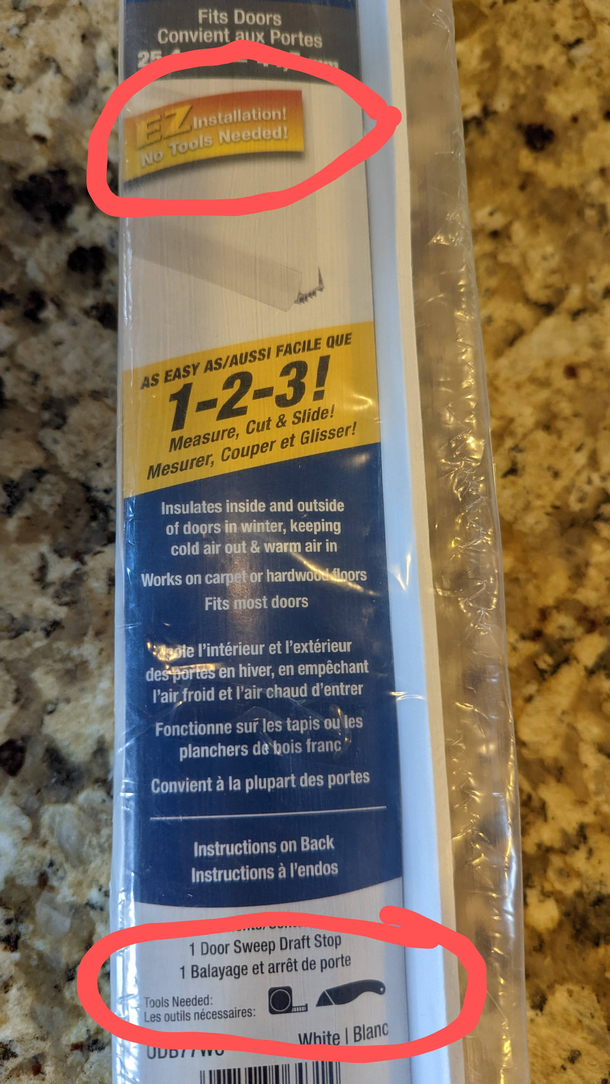 Fits Doors
Convient aux Portes
EZ Installation!
No Tools Needed!
AS EASY AS/AUSSI FACILE QUE
1-2-3!
Measure, Cut & Slide!
Mesurer, Couper et Glisser!
Insulates inside and outside
of doors in winter, keeping
cold air out & warm air in
Works on carpet or hardwood floors
Fits most doors
l'intérieur et l'extérieur
des portes en hiver, en empêchant
l'air froid et l'air chaud d'entrer
Fonctionne sur les tapis ou les
planchers de bois franc
Convient à la plupart des portes
Instructions on Back
Instructions à l'endos
1 Door Sweep Draft Stop
1 Balayage et arrêt de porte
Tools Needed:
Les outils nécessaires:
White | Blanc